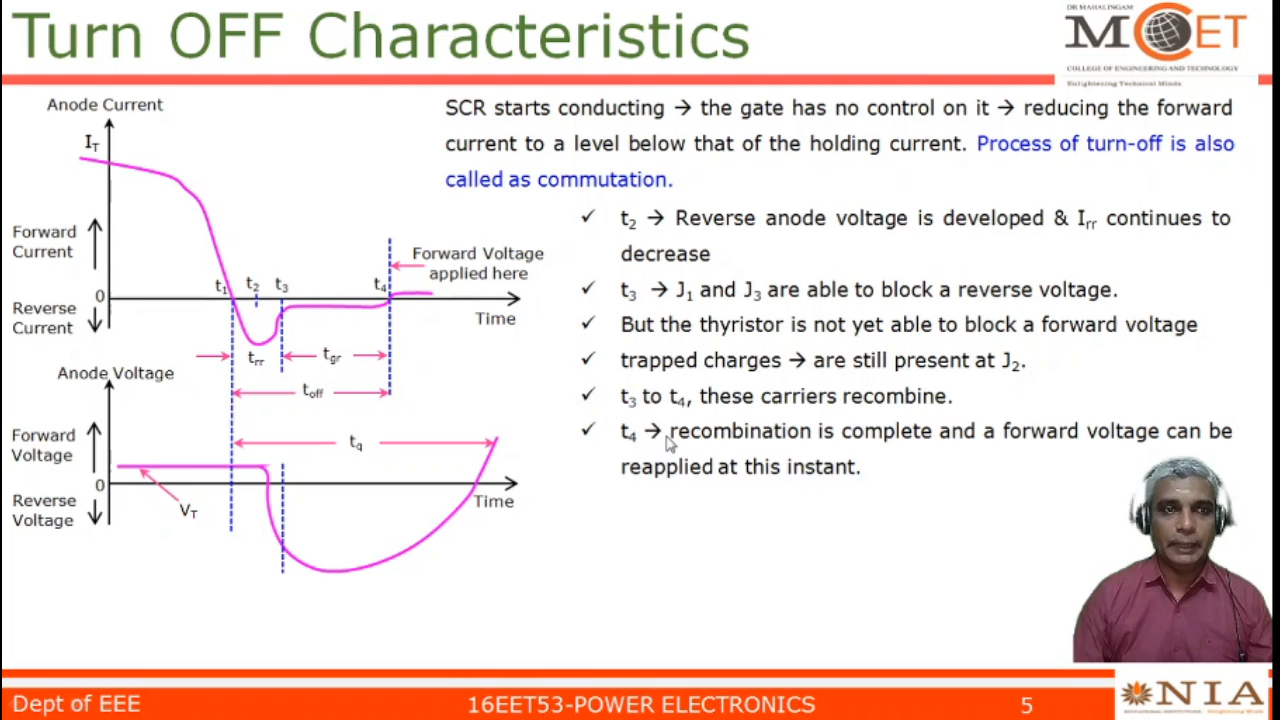 Turn OFF Characteristics
DR MAHALINGAM
MCET
COLLEGE OF ENGINEERING AND TECHNOLOGY
Enlightening Technical Minds
SCR starts conducting → the gate has no control on it → reducing the forward
current to a level below that of the holding current. Process of turn-off is also
called as commutation.
✓ t2 → Reverse anode voltage is developed & Irr continues to
decrease
✓ t3 → J1 and J3 are able to block a reverse voltage.
✓ But the thyristor is not yet able to block a forward voltage
✓ trapped charges → are still present at J2.
✓ t3 to t4, these carriers recombine.
✓ t4 → recombination is complete and a forward voltage can be
reapplied at this instant.
Anode Current
IT
Forward
Current
0
Reverse
Current
t1
t2
t3
t4
Forward Voltage
applied here
Time
trr
tgr
toff
Anode Voltage
Forward
Voltage
0
Reverse
Voltage
tq
VT
Time
Dept of EEE
16EET53-POWER ELECTRONICS
5
NIA